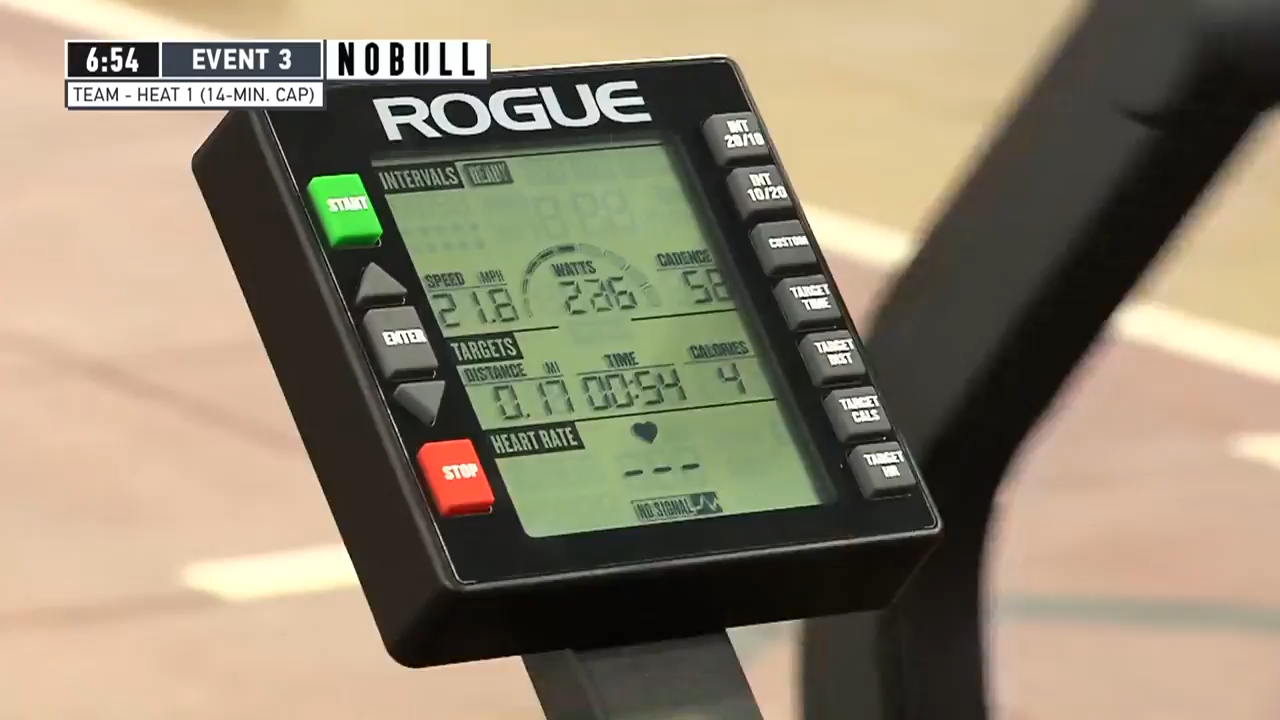 6:54 EVENT 3 NOBULL
TEAM - HEAT 1 (14-MIN. CAP)
ROGUE
INTERVALS READY
START
SPEED MPH WATTS CADENCE
21.8 226 58
ENTER
TARGETS
DISTANCE MI TIME CALORIES
0.17 00:54 4
HEART RATE
---
STOP
NO SIGNAL
INT 20/10
INT 10/20
CUSTOM
TARGET TIME
TARGET DIST
TARGET CALS
TARGET HR